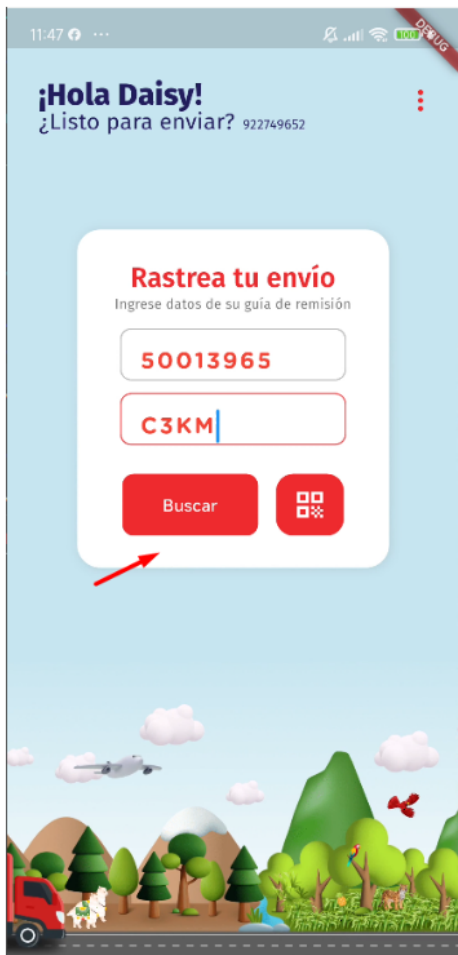 11:47
100
DEBUG
¡Hola Daisy!
¿Listo para enviar? 922749652
Rastrea tu envío
Ingrese datos de su guía de remisión
50013965
C3KM
Buscar